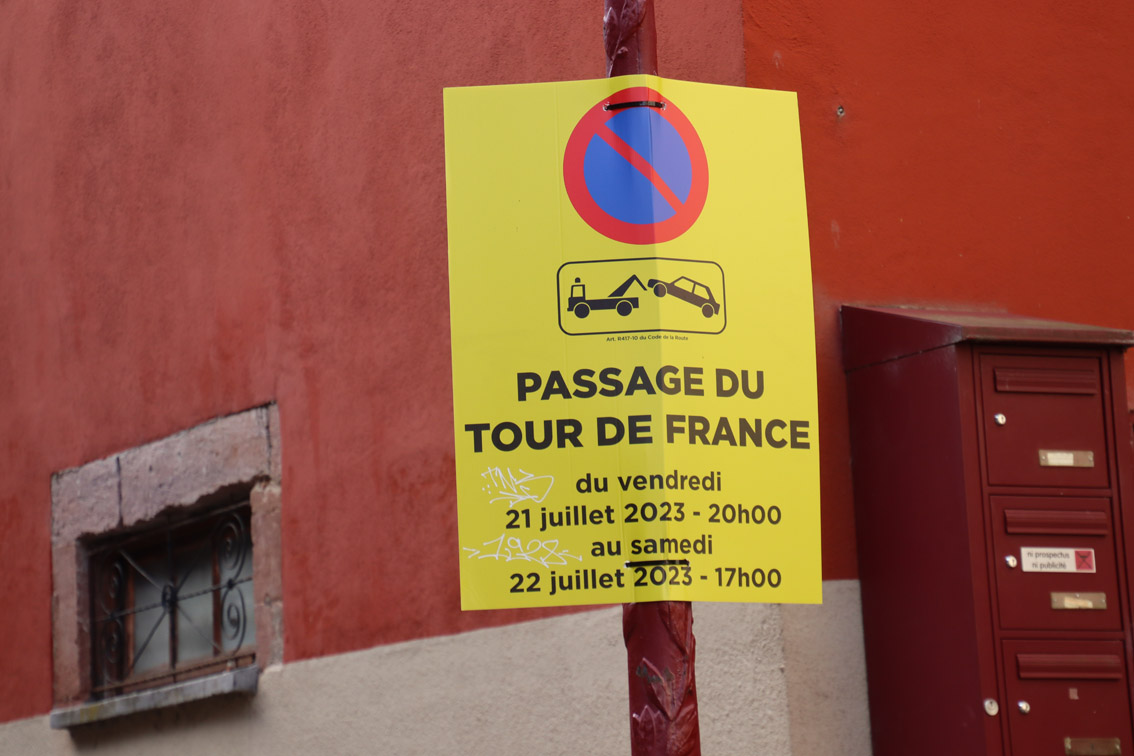 Art. R417-10 du Code de la Route
PASSAGE DU
TOUR DE FRANCE
du vendredi
21 juillet 2023 - 20h00
au samedi
22 juillet 2023 - 17h00
ni prospectus
ni publicité